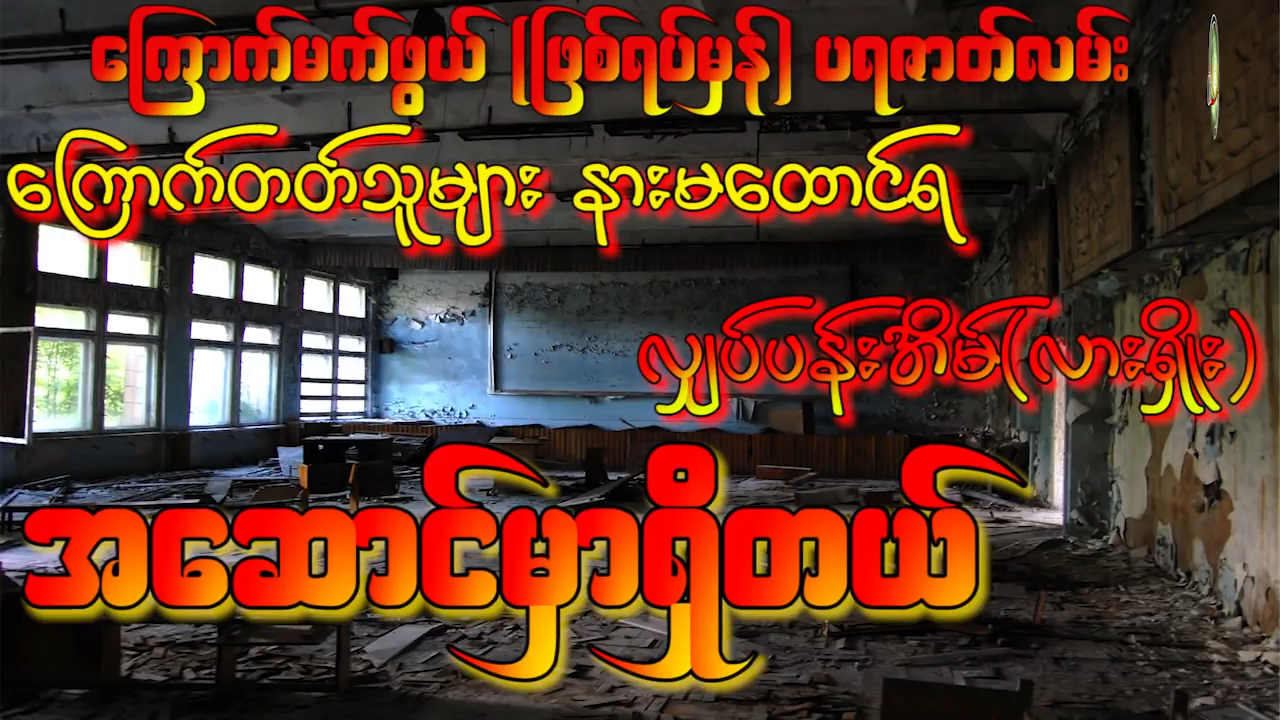 ကြောက်မက်ဖွယ် (ဖြစ်ရပ်မှန်) ပရဇာတ်လမ်း
ကြောက်တတ်သူများ နားမထောင်ရ
လျှပ်ပန်းအိမ်(လားရှိုး)
အဆောင်မှာရှိတယ်